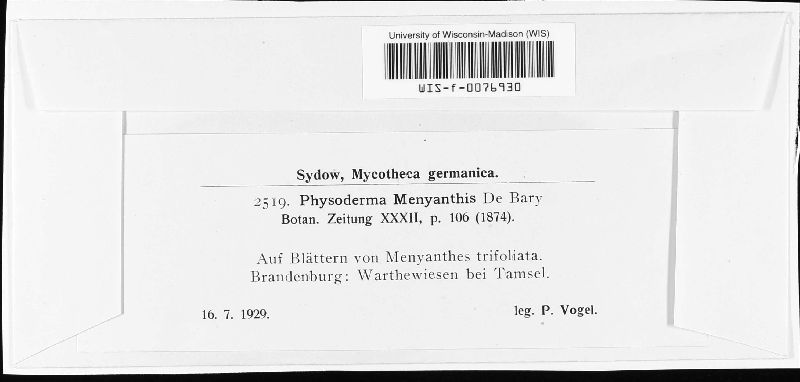 University of Wisconsin-Madison (WIS)
WIS-f-0076930
Sydow, Mycotheca germanica.
2519. Physoderma Menyanthis De Bary
Botan. Zeitung XXXII, p. 106 (1874).
Auf Blättern von Menyanthes trifoliata.
Brandenburg: Warthewiesen bei Tamsel.
16. 7. 1929.
leg. P. Vogel.